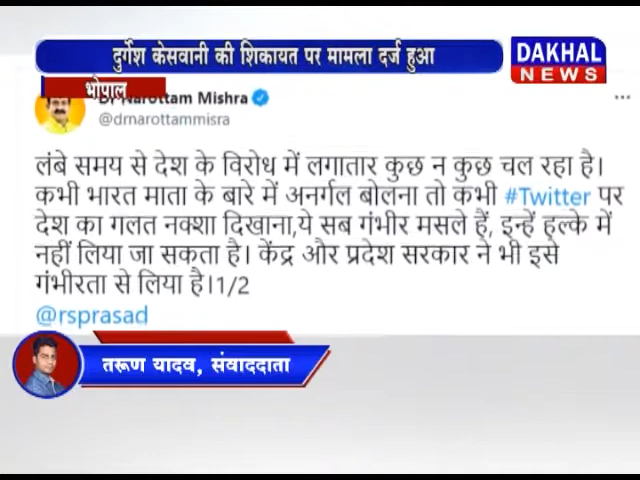 दुर्गेश केसवानी की शिकायत पर मामला दर्ज हुआ
DAKHAL
NEWS
भोपाल
Dr Narottam Mishra
@drnarottammisra
लंबे समय से देश के विरोध में लगातार कुछ न कुछ चल रहा है।
कभी भारत माता के बारे में अनर्गल बोलना तो कभी #Twitter पर
देश का गलत नक्शा दिखाना,ये सब गंभीर मसले हैं, इन्हें हल्के में
नहीं लिया जा सकता है। केंद्र और प्रदेश सरकार ने भी इसे
गंभीरता से लिया है।1/2
@rsprasad
तरूण यादव, संवाददाता